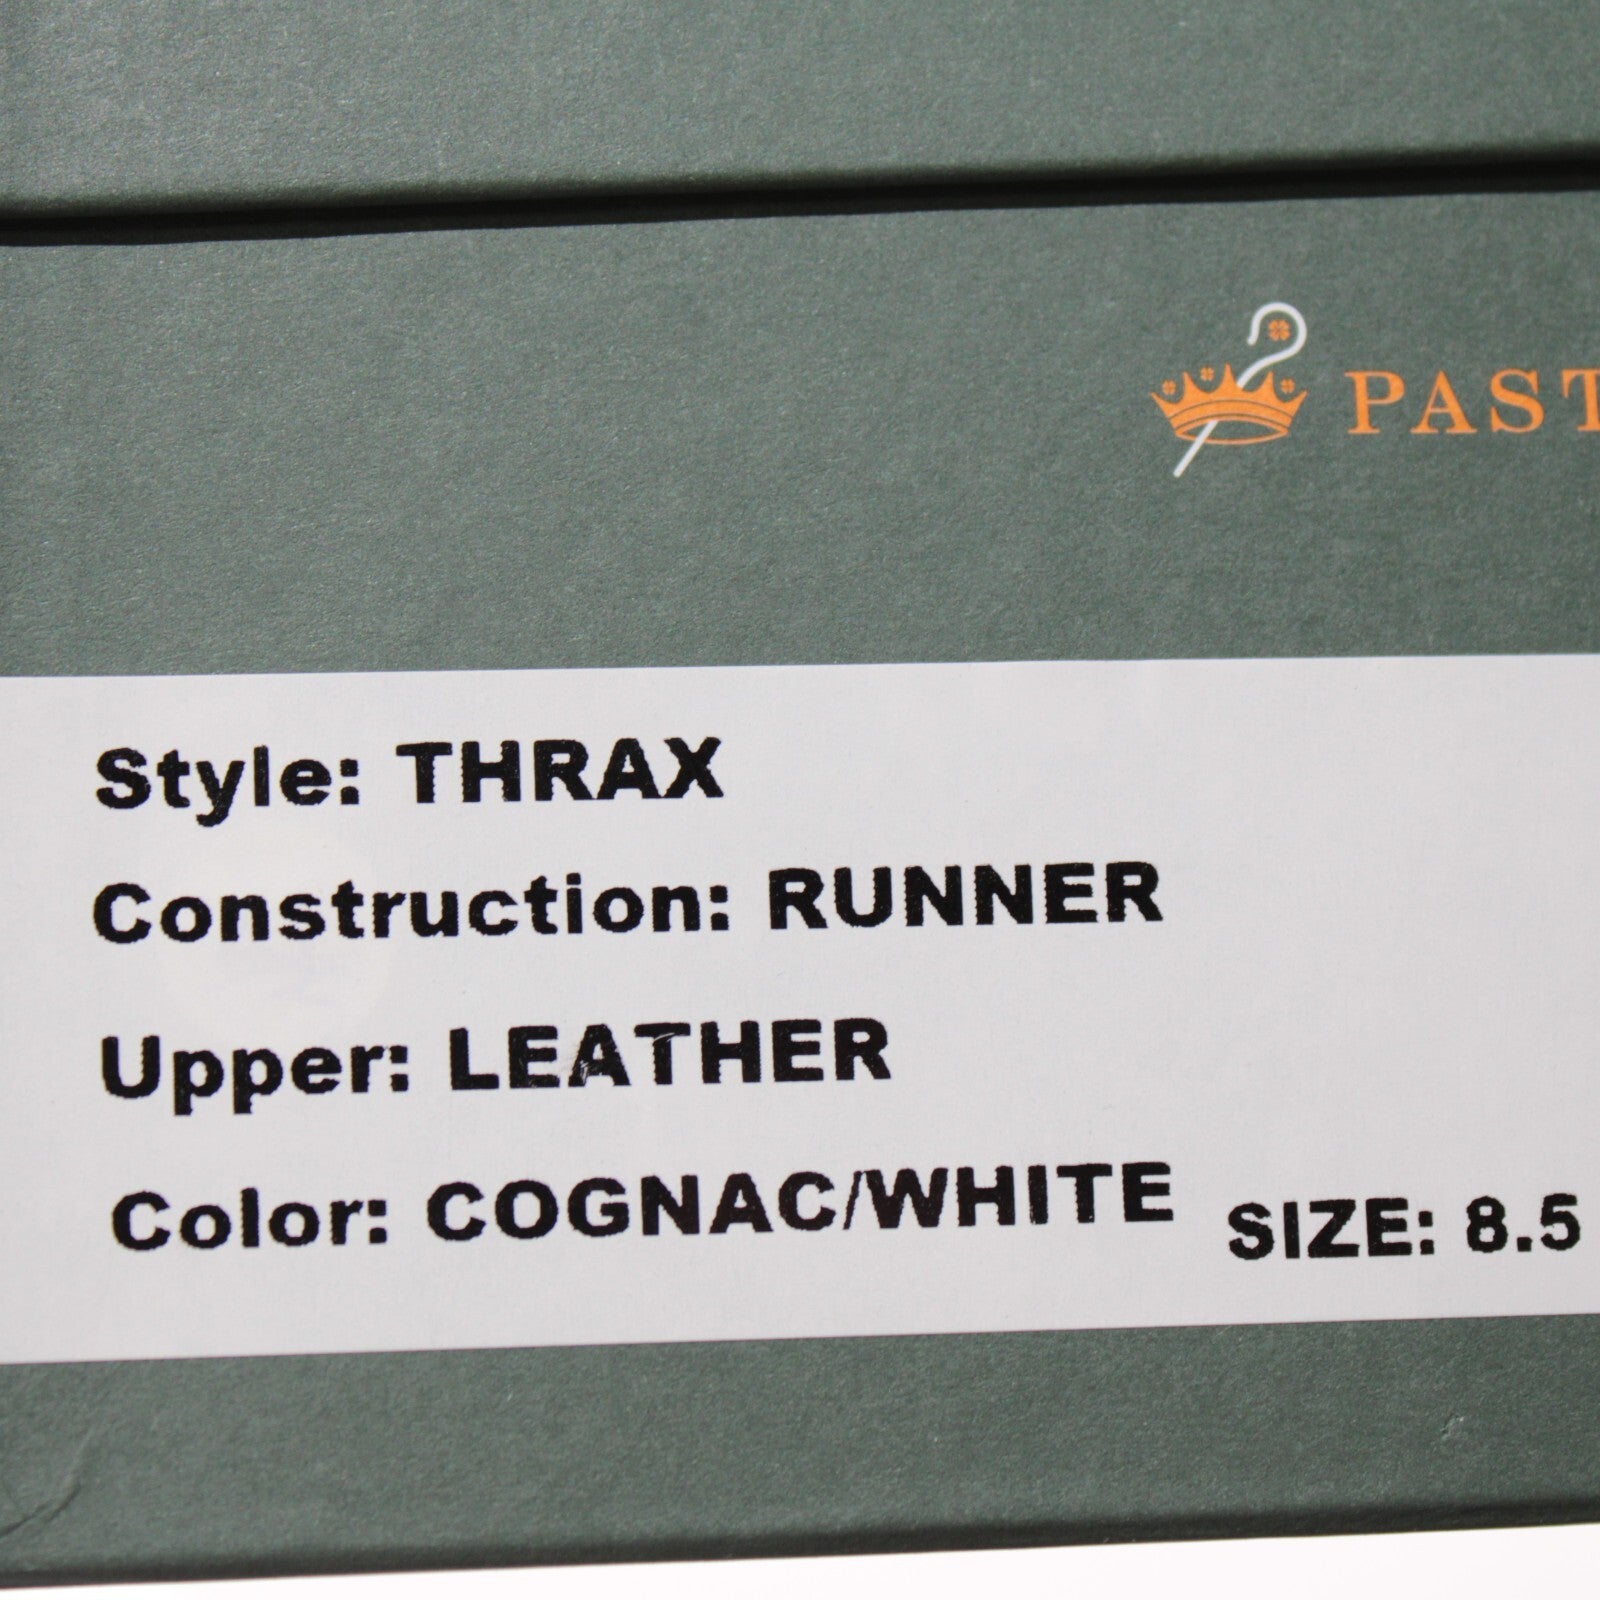 PAST
Style: THRAX
Construction: RUNNER
Upper: LEATHER
Color: COGNAC/WHITE
SIZE: 8.5